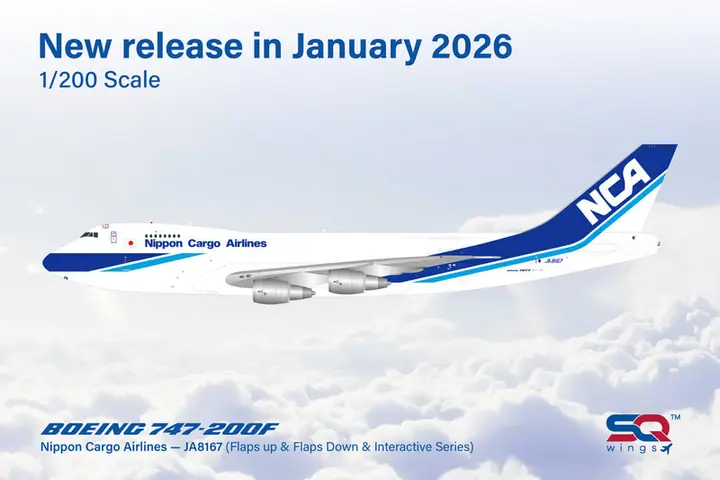 New release in January 2026
1/200 Scale
NCA
Nippon Cargo Airlines
JA8167
BOEING 747-200F
Nippon Cargo Airlines — JA8167 (Flaps up & Flaps Down & Interactive Series)
SQ™
wings